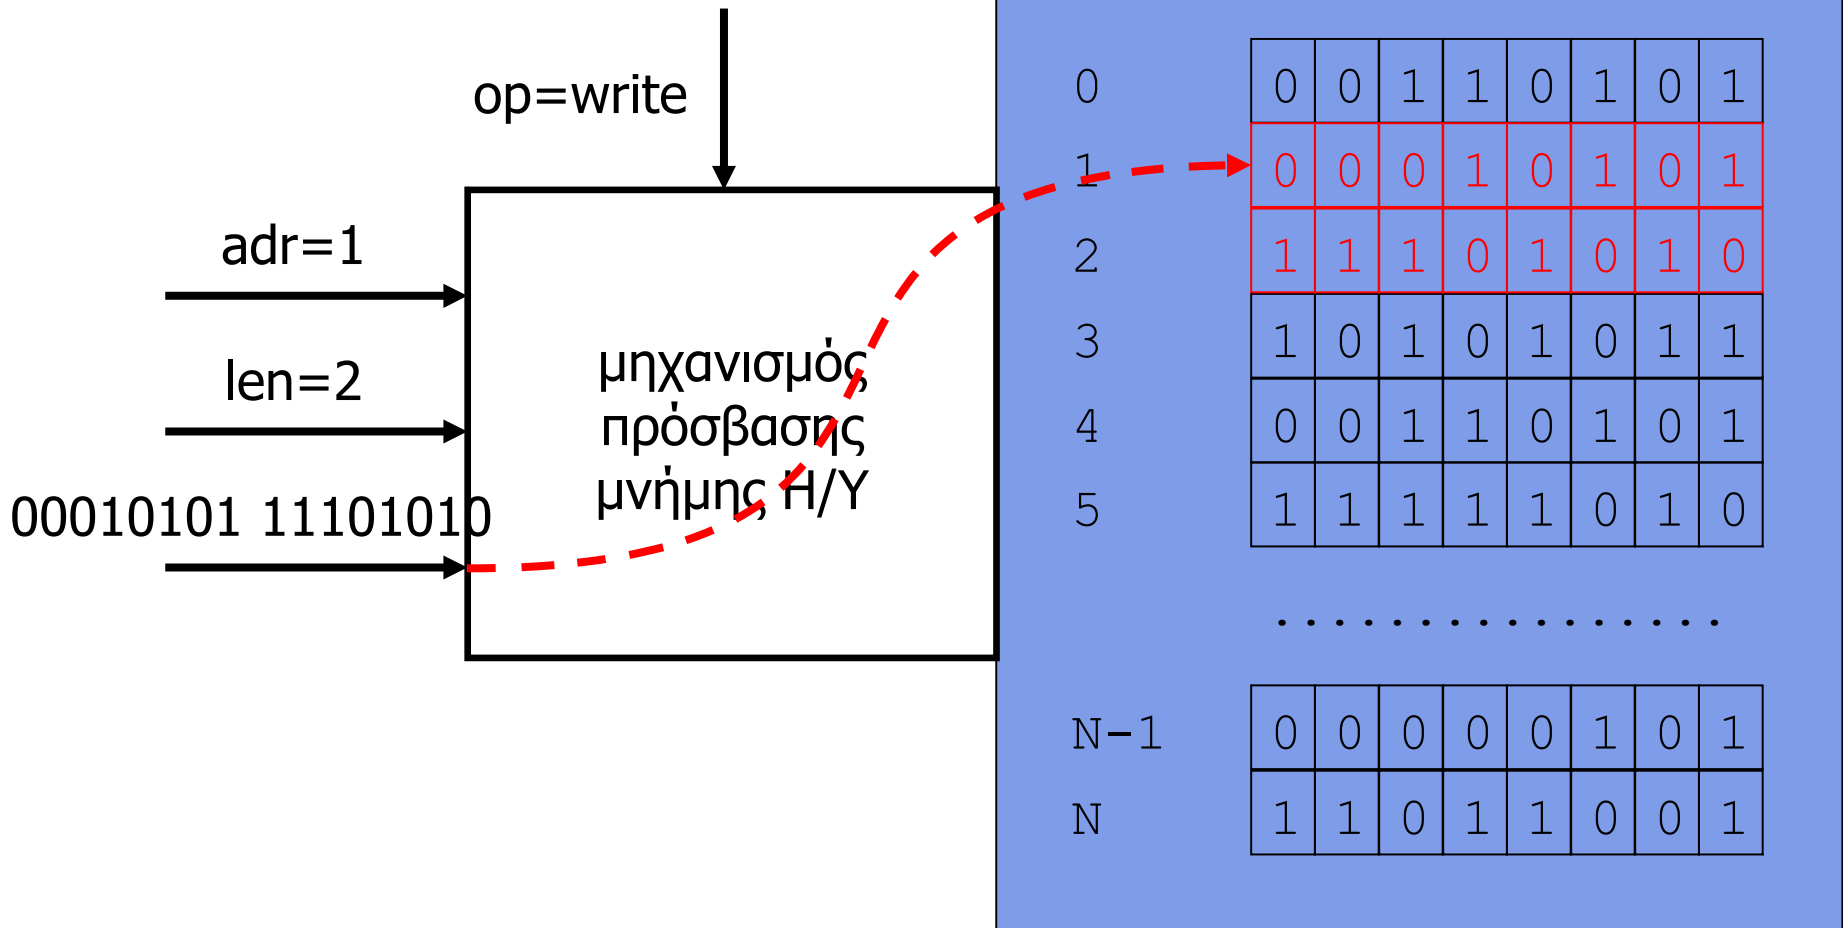 op=write
adr=1
len=2
00010101 11101010
μηχανισμός
πρόσβασης
μνήμης Η/Υ
0 0 0 1 1 0 1 0 1
1 0 0 0 1 0 1 0 1
2 1 1 1 0 1 0 1 0
3 1 0 1 0 1 0 1 1
4 0 0 1 1 0 1 0 1
5 1 1 1 1 1 0 1 0
................
N-1 0 0 0 0 0 1 0 1
N 1 1 0 1 1 0 0 1